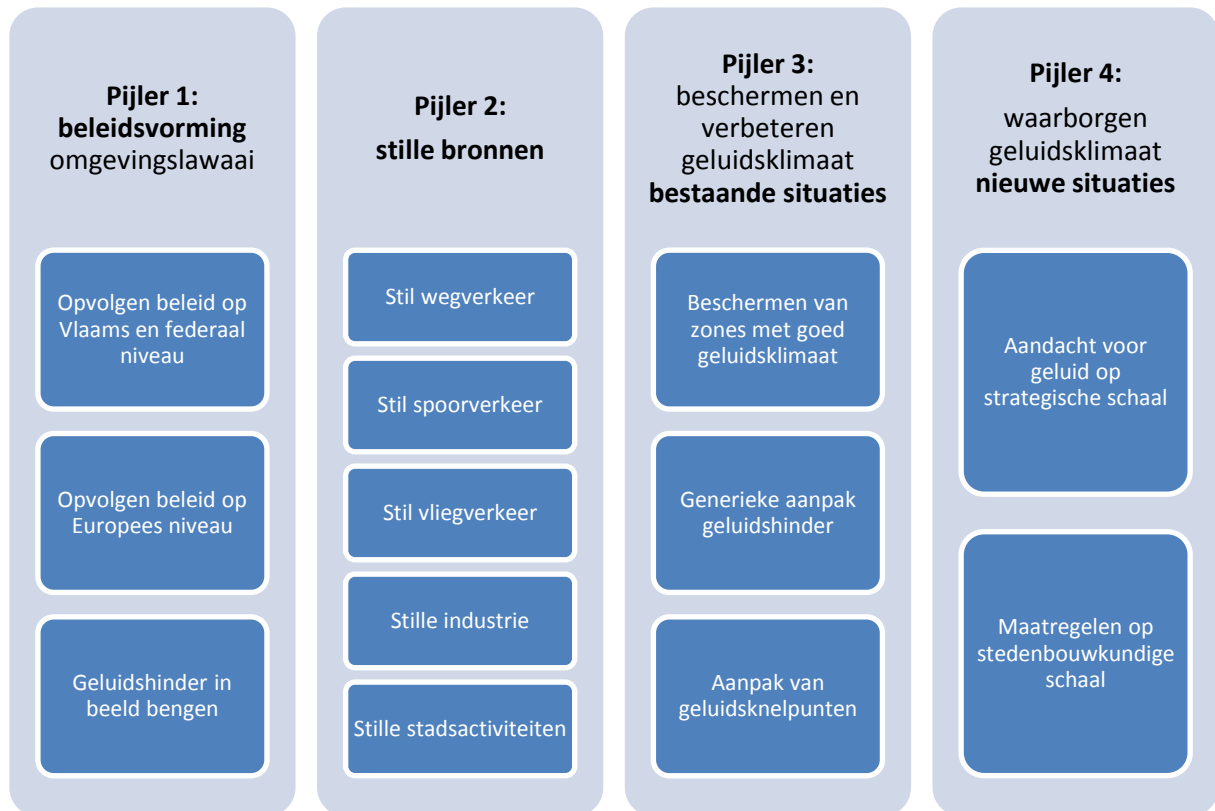 Pijler 1:
beleidsvorming
omgevingslawaai
Opvolgen beleid op
Vlaams en federaal
niveau
Opvolgen beleid op
Europees niveau
Geluidshinder in
beeld bengen
Pijler 2:
stille bronnen
Stil wegverkeer
Stil spoorverkeer
Stil vliegverkeer
Stille industrie
Stille stadsactiviteiten
Pijler 3:
beschermen en
verbeteren
geluidsklimaat
bestaande situaties
Beschermen van
zones met goed
geluidsklimaat
Generieke aanpak
geluidshinder
Aanpak van
geluidsknelpunten
Pijler 4:
waarborgen
geluidsklimaat
nieuwe situaties
Aandacht voor
geluid op
strategische schaal
Maatregelen op
stedenbouwkundige
schaal